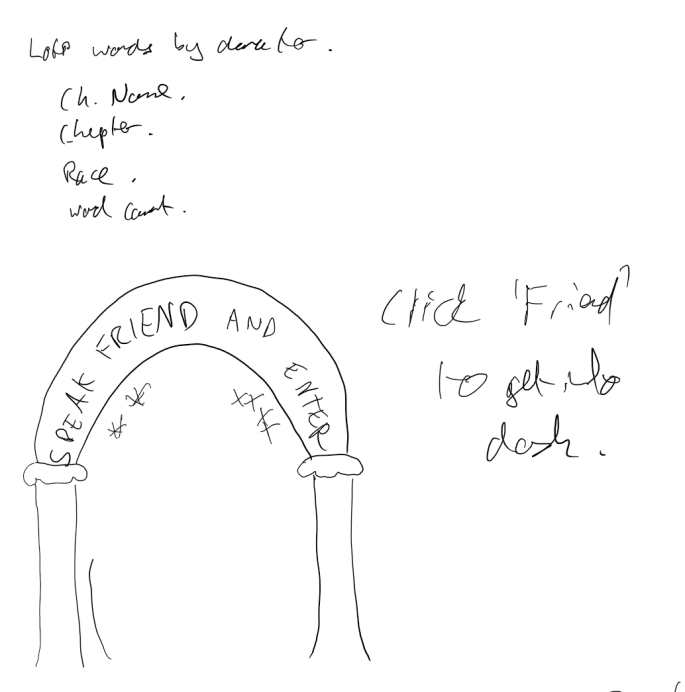 words by character.
Ch. Name.
Chapter.
Race.
word count.
SPEAK FRIEND AND ENTER
Click 'Friend'
to get into
dash.